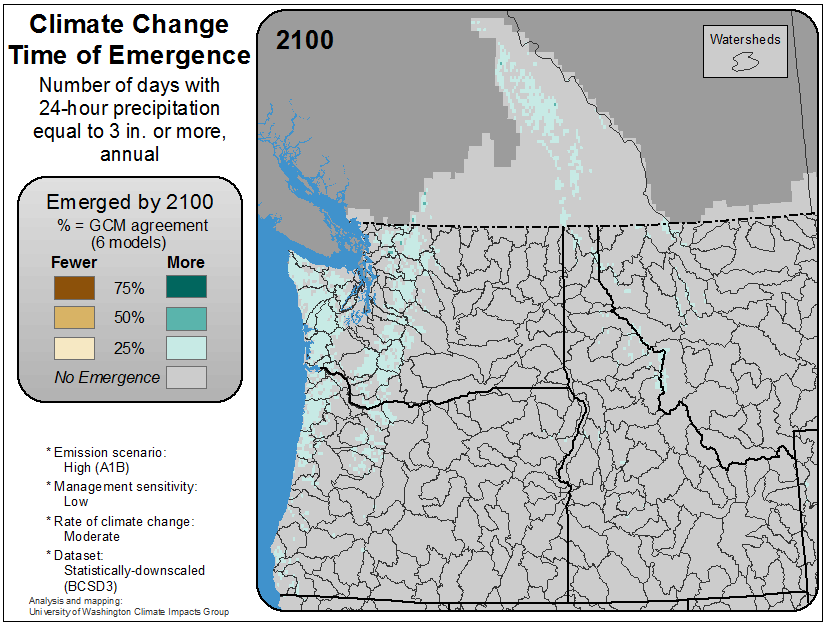 Climate Change
Time of Emergence
Number of days with
24-hour precipitation
equal to 3 in. or more,
annual
Emerged by 2100
% = GCM agreement
(6 models)
Fewer More
75%
50%
25%
No Emergence
* Emission scenario:
High (A1B)
* Management sensitivity:
Low
* Rate of climate change:
Moderate
* Dataset:
Statistically-downscaled
(BCSD3)
Analysis and mapping:
University of Washington Climate Impacts Group
2100
Watersheds